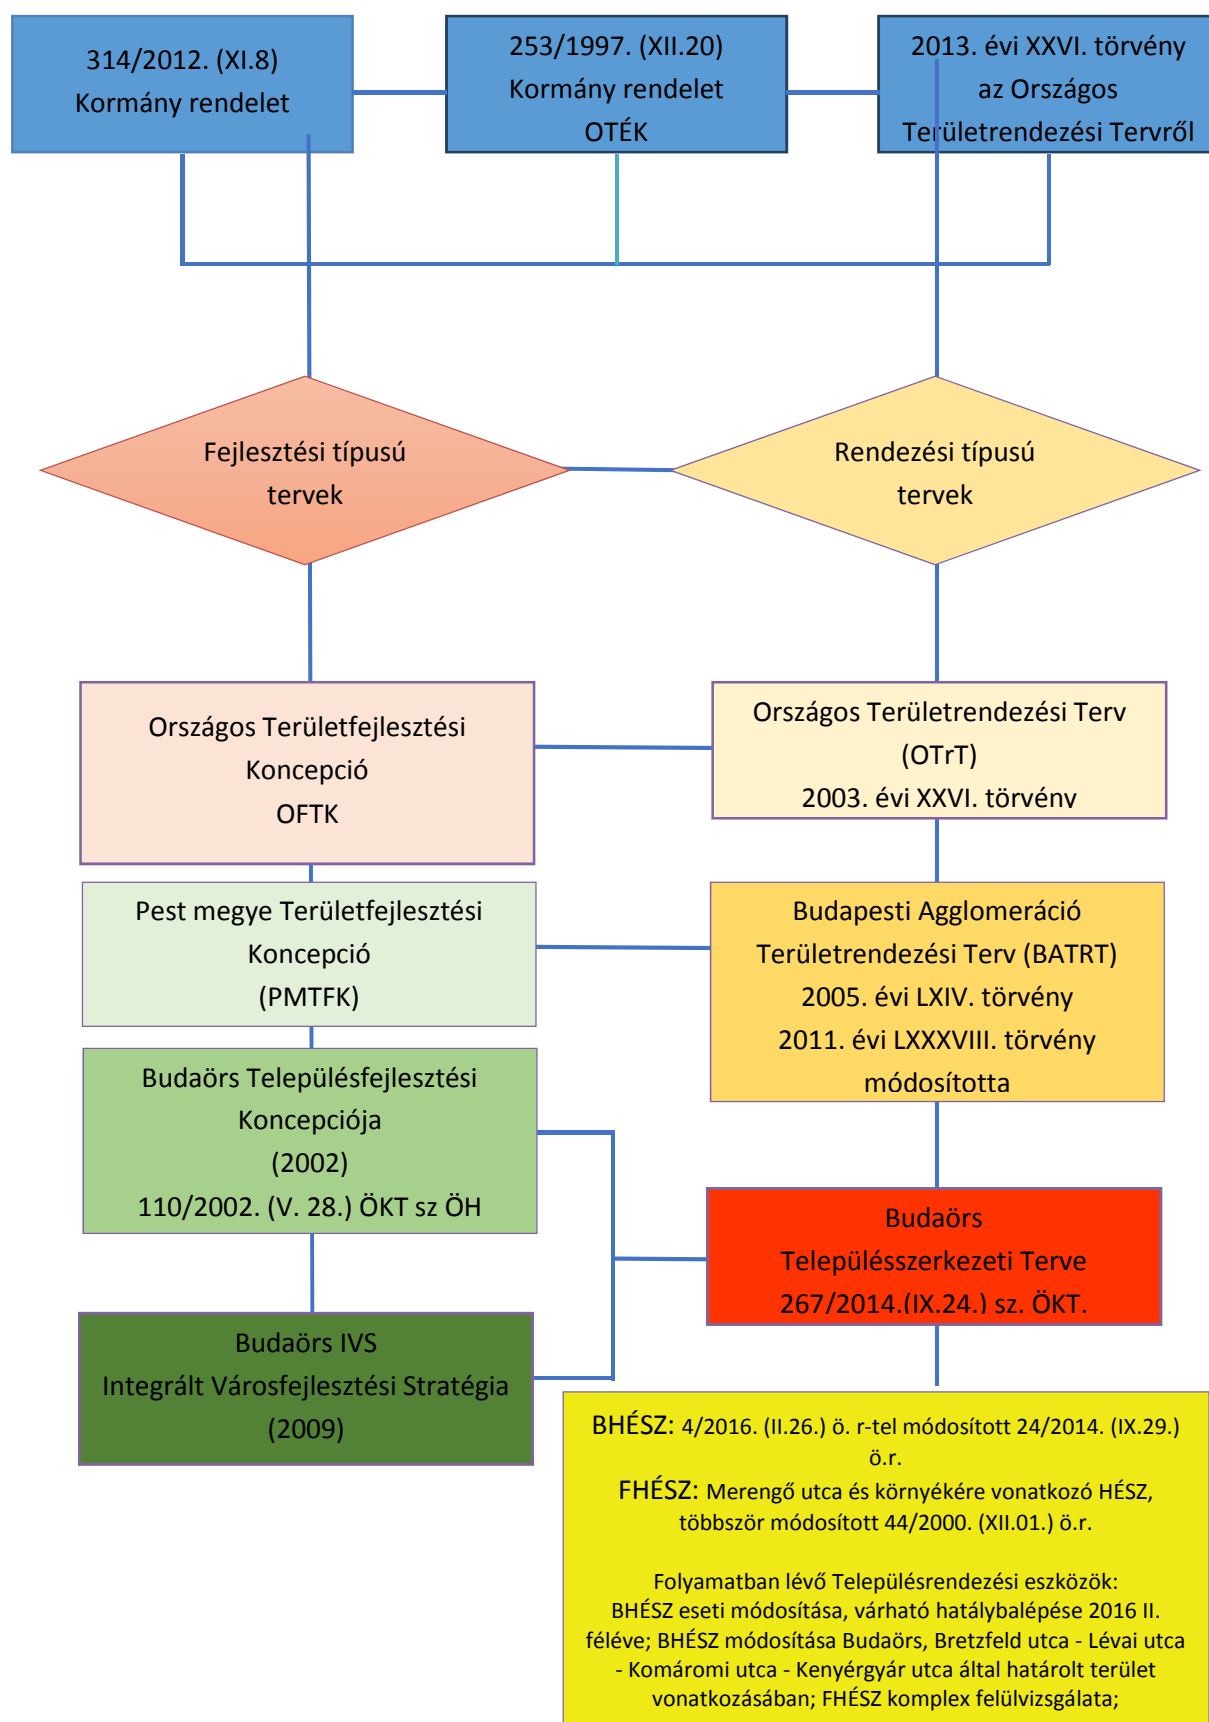 314/2012. (XI.8)
Kormány rendelet
253/1997. (XII.20)
Kormány rendelet
OTÉK
2013. évi XXVI. törvény
az Országos
Területrendezési Tervről
Fejlesztési típusú
tervek
Rendezési típusú
tervek
Országos Területfejlesztési
Koncepció
OFTK
Országos Területrendezési Terv
(OTrT)
2003. évi XXVI. törvény
Pest megye Területfejlesztési
Koncepció
(PMTFK)
Budapesti Agglomeráció
Területrendezési Terv (BATRT)
2005. évi LXIV. törvény
2011. évi LXXXVIII. törvény
módosította
Budaörs Településfejlesztési
Koncepciója
(2002)
110/2002. (V. 28.) ÖKT sz ÖH
Budaörs
Településszerkezeti Terve
267/2014.(IX.24.) sz. ÖKT.
Budaörs IVS
Integrált Városfejlesztési Stratégia
(2009)
BHÉSZ: 4/2016. (II.26.) ö. r-tel módosított 24/2014. (IX.29.)
ö.r.
FHÉSZ: Merengő utca és környékére vonatkozó HÉSZ,
többször módosított 44/2000. (XII.01.) ö.r.
Folyamatban lévő Településrendezési eszközök:
BHÉSZ eseti módosítása, várható hatálybalépése 2016 II.
féléve; BHÉSZ módosítása Budaörs, Bretzfeld utca - Lévai utca
- Komáromi utca - Kenyérgyár utca által határolt terület
vonatkozásában; FHÉSZ komplex felülvizsgálata;